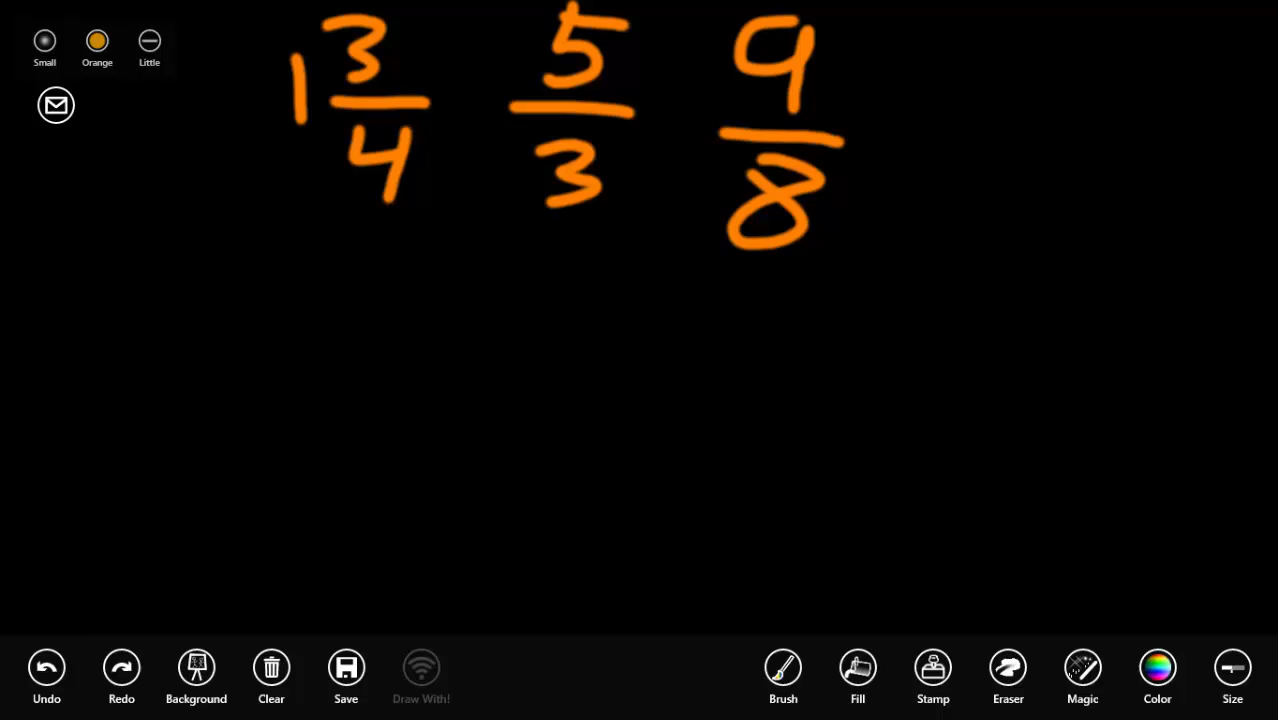 Small Orange Little
1 3/4 5/3 9/8
Undo Redo Background Clear Save Draw With! Brush Fill Stamp Eraser Magic Color Size